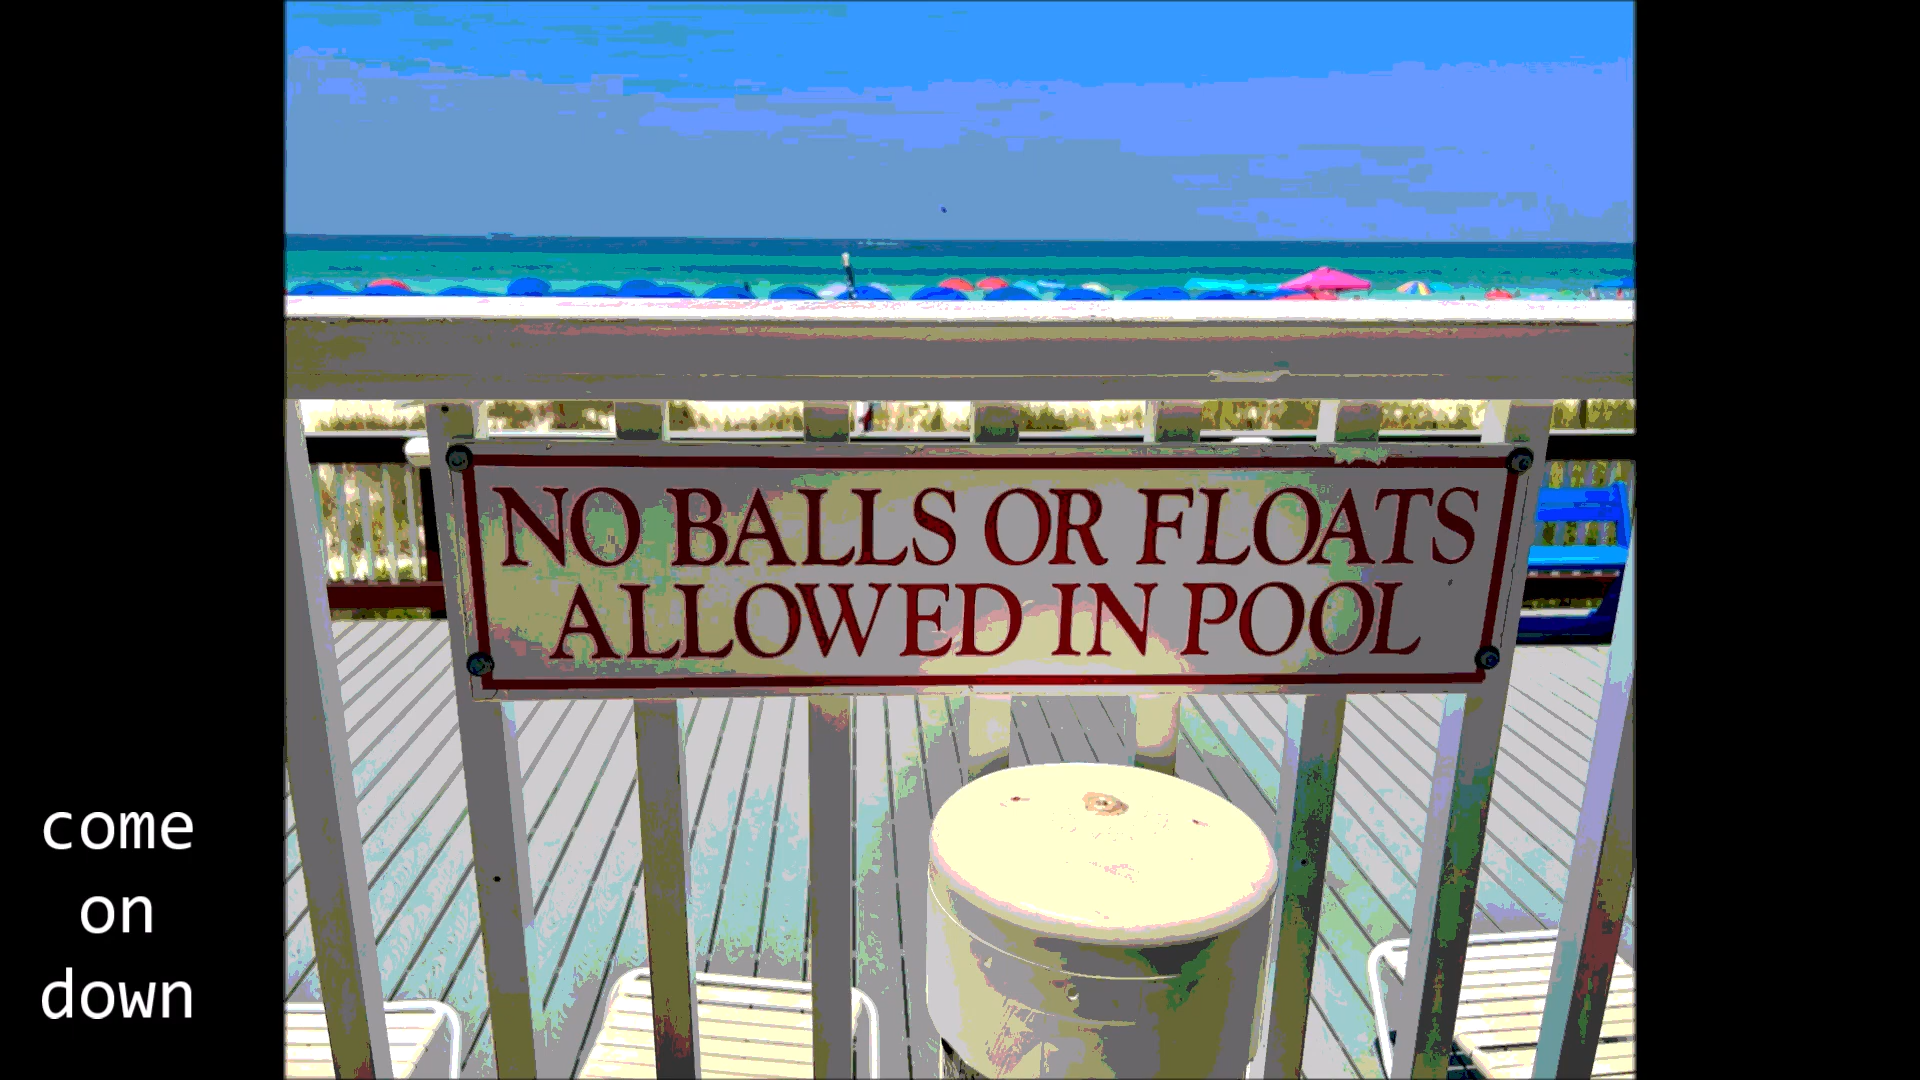 NO BALLS OR FLOATS
ALLOWED IN POOL
come
on
down